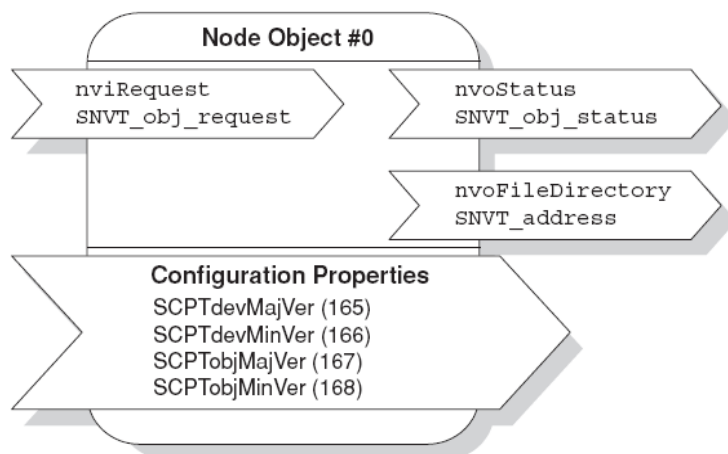 Node Object #0
nviRequest
SNVT_obj_request
nvoStatus
SNVT_obj_status
nvoFileDirectory
SNVT_address
Configuration Properties
SCPTdevMajVer (165)
SCPTdevMinVer (166)
SCPTobjMajVer (167)
SCPTobjMinVer (168)